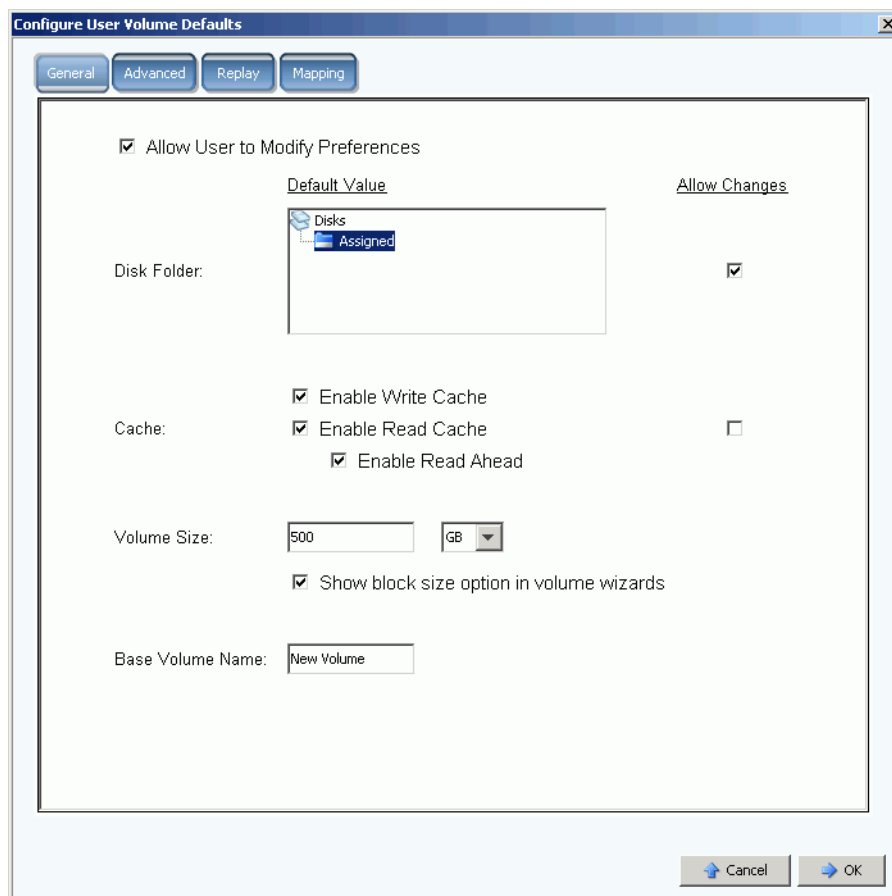 Configure User Volume Defaults
General Advanced Replay Mapping
Allow User to Modify Preferences
Default Value Allow Changes
Disks
Assigned
Disk Folder:
Enable Write Cache
Cache: Enable Read Cache
Enable Read Ahead
Volume Size: 500 GB
Show block size option in volume wizards
Base Volume Name: New Volume
Cancel OK